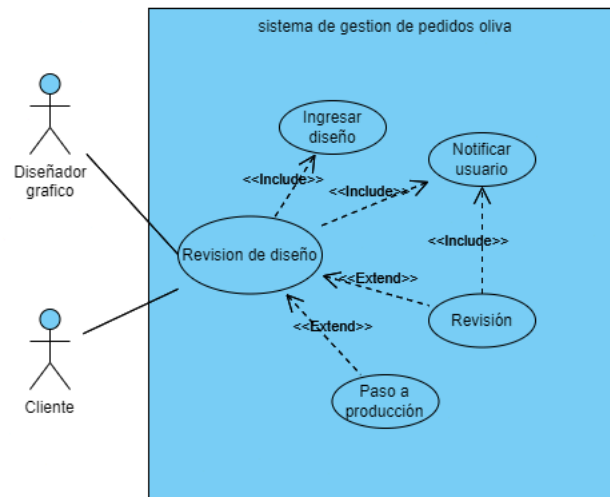 sistema de gestion de pedidos oliva
Diseñador
grafico
Ingresar
diseño
Notificar
usuario
<<Include>>
<<Include>>
<<Include>>
Revision de diseño
<<Extend>>
Revisión
<<Extend>>
Cliente
Paso a
producción